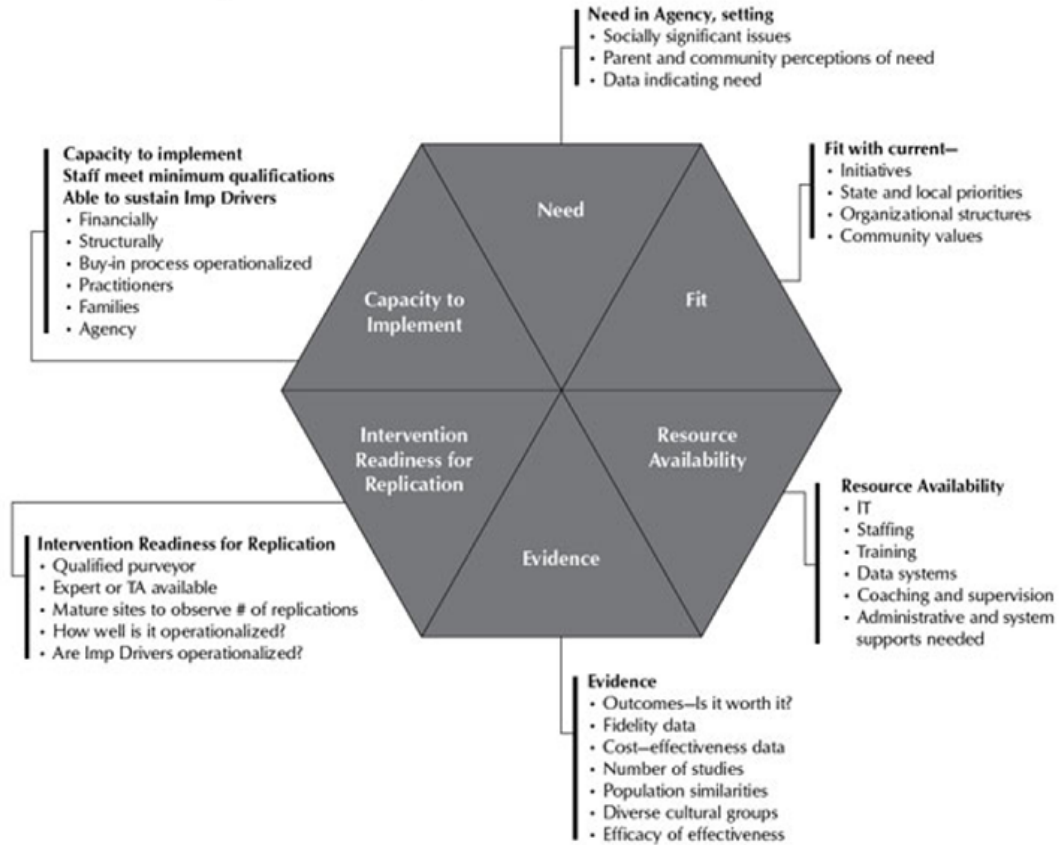 Need in Agency, setting
• Socially significant issues
• Parent and community perceptions of need
• Data indicating need
Capacity to implement
Staff meet minimum qualifications
Able to sustain Imp Drivers
• Financially
• Structurally
• Buy-in process operationalized
• Practitioners
• Families
• Agency
Fit with current—
• Initiatives
• State and local priorities
• Organizational structures
• Community values
Need
Capacity to
Implement
Fit
Intervention
Readiness for
Replication
Resource
Availability
Evidence
Intervention Readiness for Replication
• Qualified purveyor
• Expert or TA available
• Mature sites to observe # of replications
• How well is it operationalized?
• Are Imp Drivers operationalized?
Resource Availability
• IT
• Staffing
• Training
• Data systems
• Coaching and supervision
• Administrative and system
supports needed
Evidence
• Outcomes—Is it worth it?
• Fidelity data
• Cost—effectiveness data
• Number of studies
• Population similarities
• Diverse cultural groups
• Efficacy of effectiveness